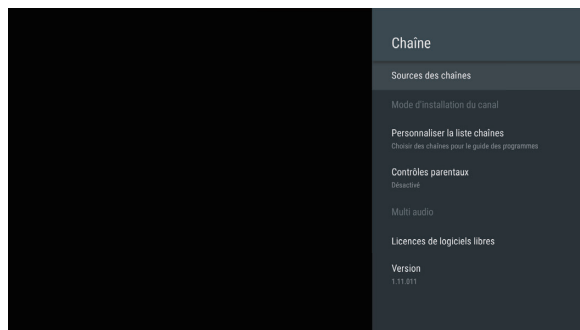 Chaîne
Sources des chaînes
Mode d'installation du canal
Personnaliser la liste chaînes
Choisir des chaînes pour le guide des programmes
Contrôles parentaux
Désactivé
Multi audio
Licences de logiciels libres
Version
1.11.011